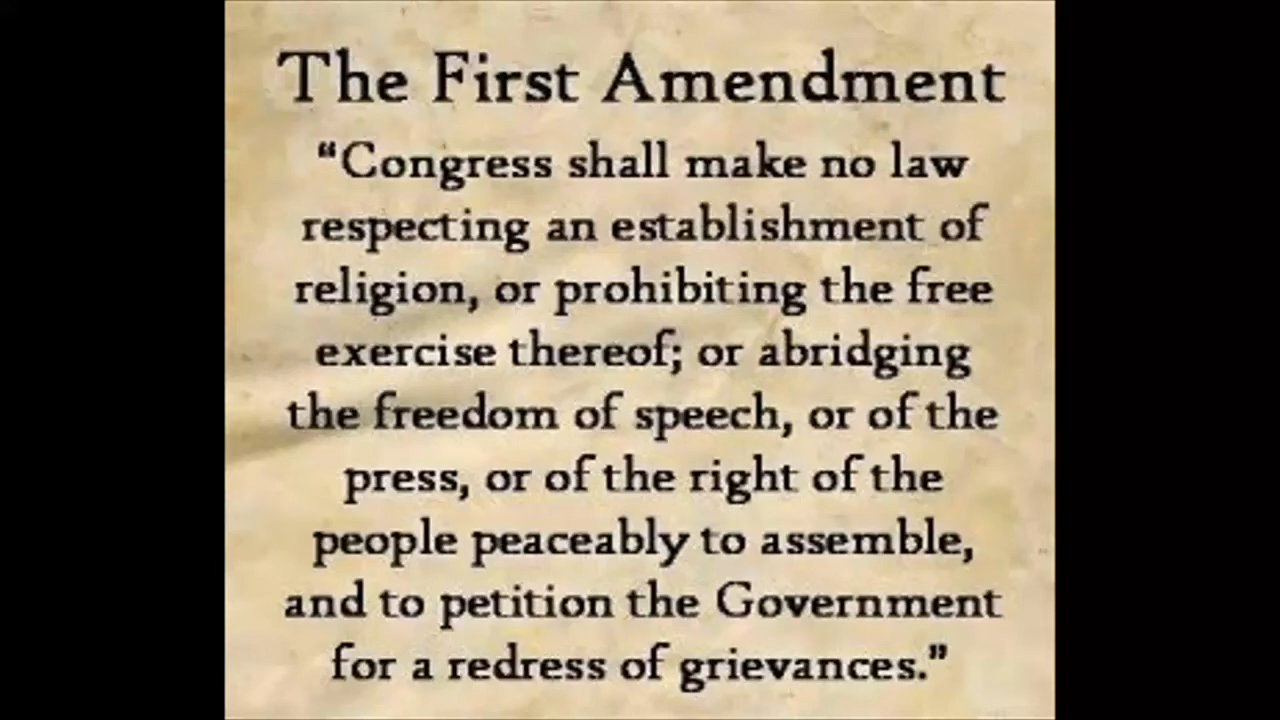 The First Amendment
“Congress shall make no law
respecting an establishment of
religion, or prohibiting the free
exercise thereof; or abridging
the freedom of speech, or of the
press, or of the right of the
people peaceably to assemble,
and to petition the Government
for a redress of grievances.”